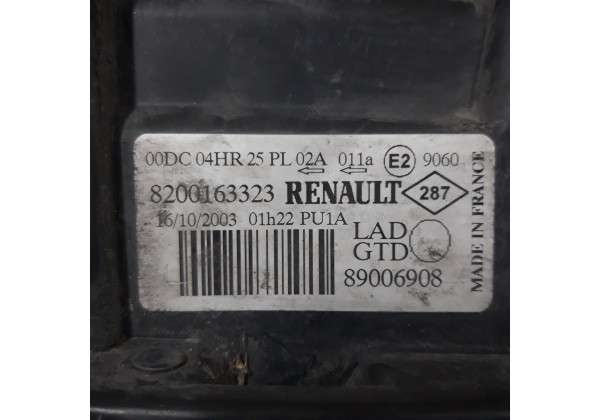 00DC 04HR 25 PL 02A 011a E2 9060
8200163323 RENAULT 287
16/10/2003 01h22 PU1A
LAD
GTD
89006908
MADE IN FRANCE